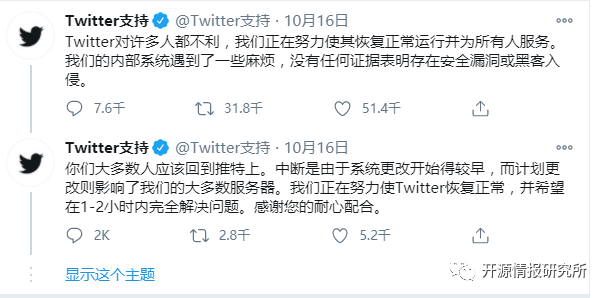 Twitter支持 @Twitter支持 · 10月16日
Twitter对许多人都不利，我们正在努力使其恢复正常运行并为所有人服务。
我们的内部系统遇到了一些麻烦，没有任何证据表明存在安全漏洞或黑客入
侵。
7.6千 31.8千 51.4千
Twitter支持 @Twitter支持 · 10月16日
你们大多数人应该回到推特上。中断是由于系统更改开始得较早，而计划更
改则影响了我们的大多数服务器。我们正在努力使Twitter恢复正常，并希望
在1-2小时内完全解决问题。感谢您的耐心配合。
2K 2.8千 5.2千
显示这个主题
开源情报研究所